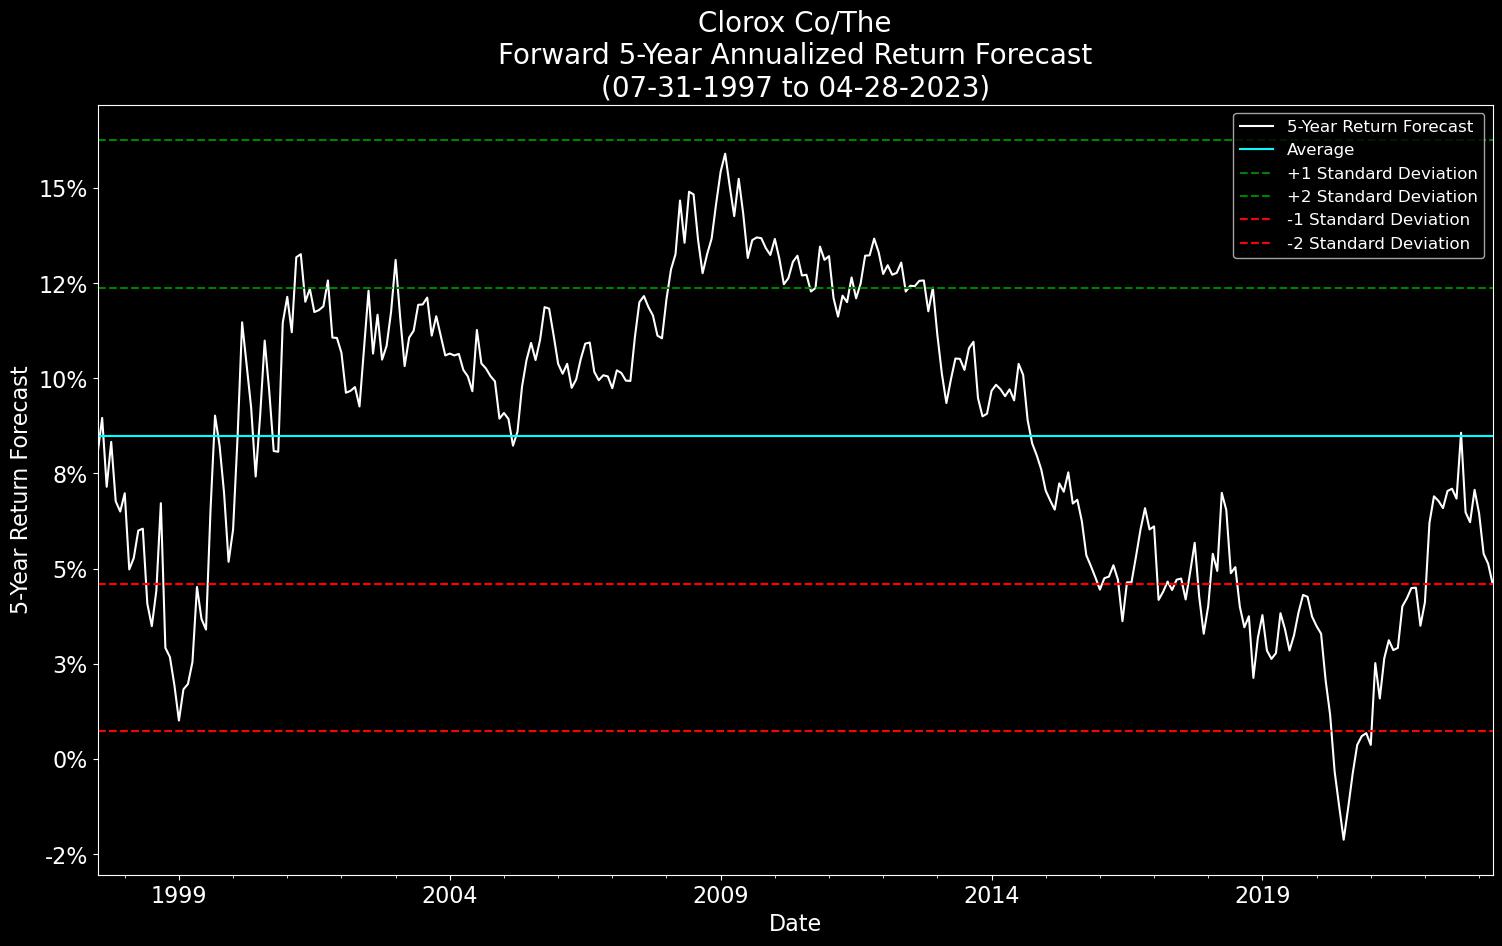 Clorox Co/The
Forward 5-Year Annualized Return Forecast
(07-31-1997 to 04-28-2023)
5-Year Return Forecast
Average
+1 Standard Deviation
+2 Standard Deviation
-1 Standard Deviation
-2 Standard Deviation
15%
12%
10%
8%
5%
3%
0%
-2%
5-Year Return Forecast
1999 2004 2009 2014 2019
Date